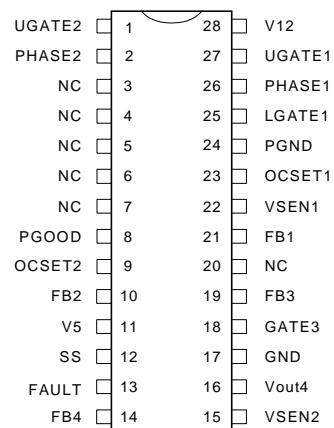 UGATE2 1 28 V12
PHASE2 2 27 UGATE1
NC 3 26 PHASE1
NC 4 25 LGATE1
NC 5 24 PGND
NC 6 23 OCSET1
NC 7 22 VSEN1
PGOOD 8 21 FB1
OCSET2 9 20 NC
FB2 10 19 FB3
V5 11 18 GATE3
SS 12 17 GND
FAULT 13 16 Vout4
FB4 14 15 VSEN2